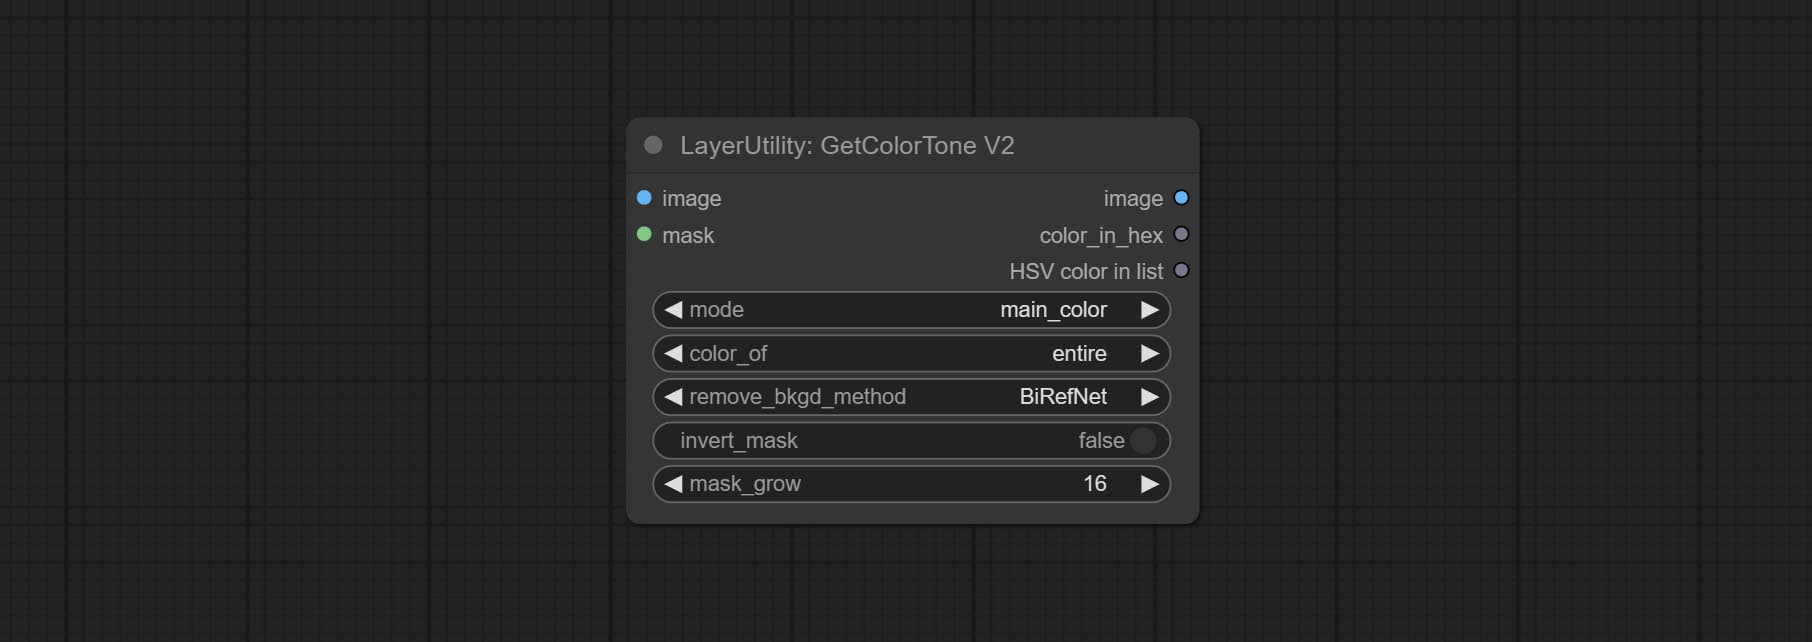 LayerUtility: GetColorTone V2
image image
mask color_in_hex
HSV color in list
mode main_color
color_of entire
remove_bkgd_method BiRefNet
invert_mask false
mask_grow 16